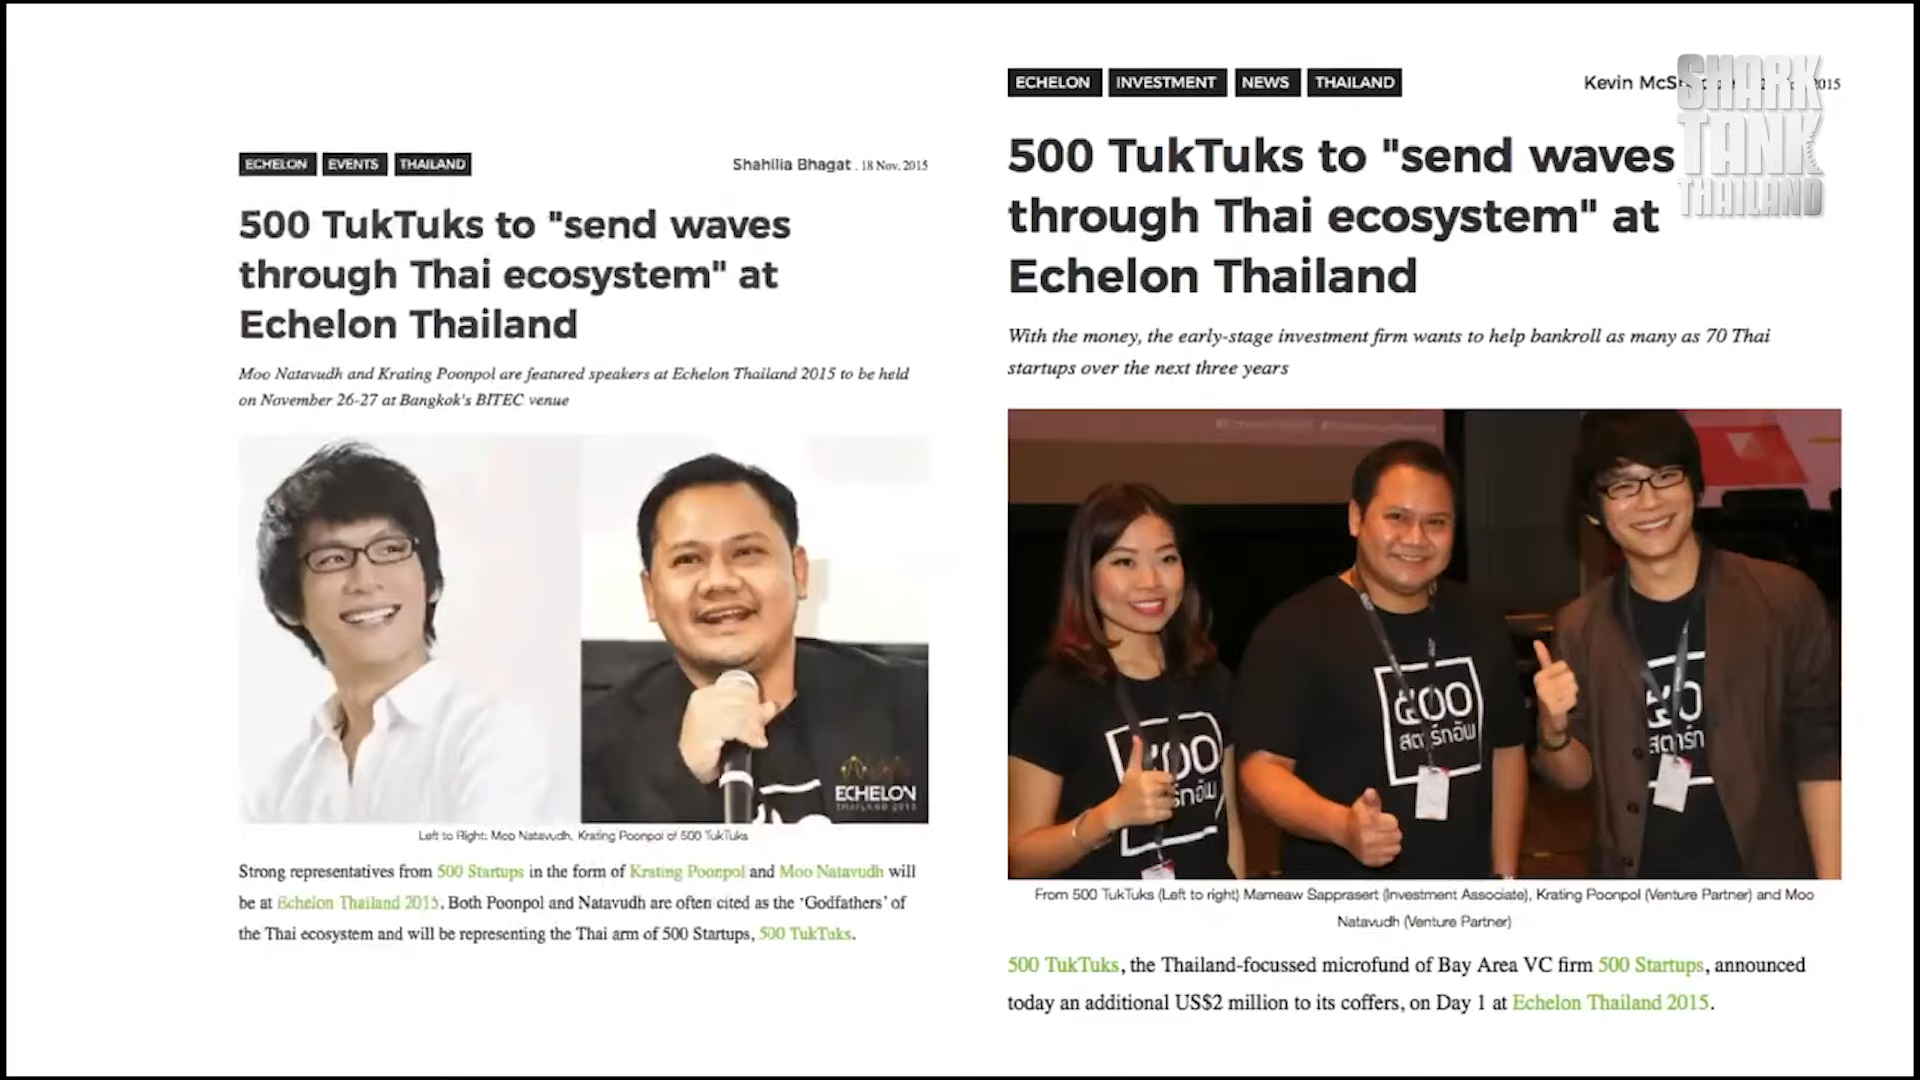 ECHELON EVENTS THAILAND
Shahilia Bhagat . 18 Nov, 2015
500 TukTuks to "send waves
through Thai ecosystem" at
Echelon Thailand
Moo Natavudh and Krating Poonpol are featured speakers at Echelon Thailand 2015 to be held
on November 26-27 at Bangkok's BITEC venue
ECHELON
THAILAND 2015
Left to Right: Moo Natavudh, Krating Poonpol of 500 TukTuks
Strong representatives from 500 Startups in the form of Krating Poonpol and Moo Natavudh will
be at Echelon Thailand 2015. Both Poonpol and Natavudh are often cited as the 'Godfathers' of
the Thai ecosystem and will be representing the Thai arm of 500 Startups, 500 TukTuks.
ECHELON INVESTMENT NEWS THAILAND
Kevin 2015
SHARK
TANK
THAILAND
500 TukTuks to "send waves
through Thai ecosystem" at
Echelon Thailand
With the money, the early-stage investment firm wants to help bankroll as many as 70 Thai
startups over the next three years
๕00
สตาร์ทอัพ
From 500 TukTuks (Left to right) Mameaw Sapprasert (Investment Associate), Krating Poonpol (Venture Partner) and Moo
Natavudh (Venture Partner)
500 TukTuks, the Thailand-focussed microfund of Bay Area VC firm 500 Startups, announced
today an additional US$2 million to its coffers, on Day 1 at Echelon Thailand 2015.